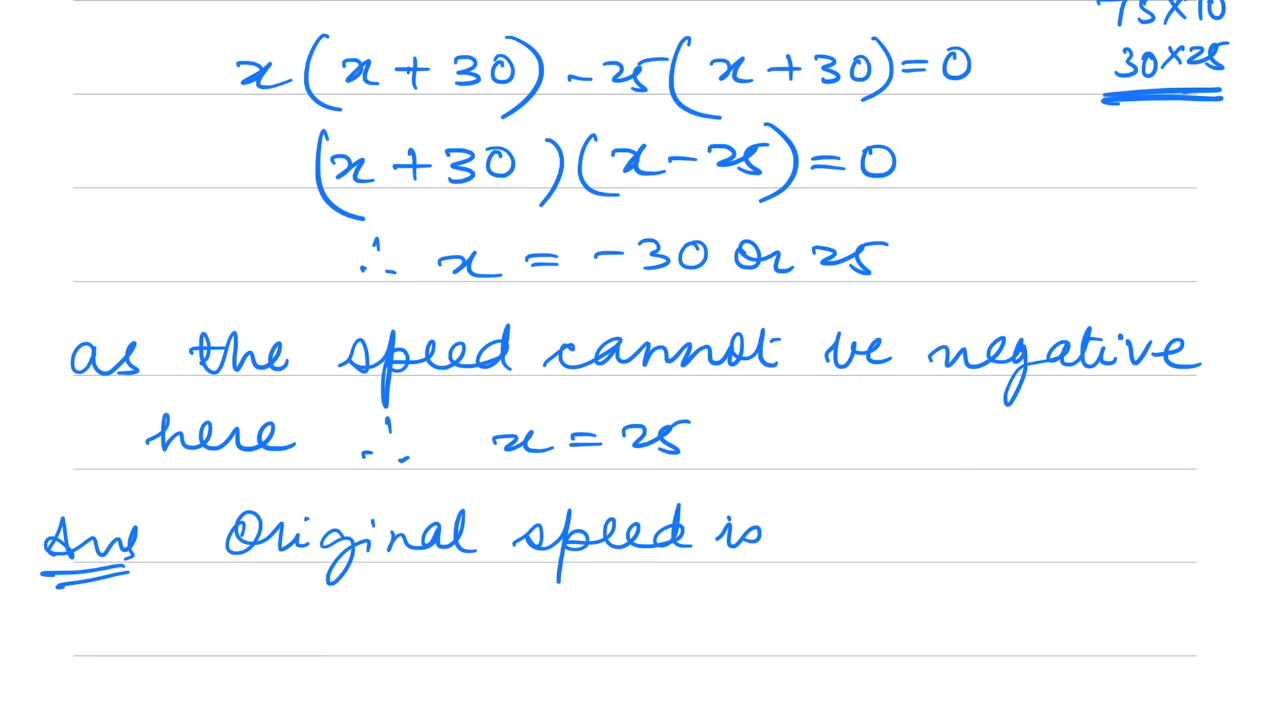 75×10
x(x+30)-25(x+30)=0
30×25
(x+30)(x-25)=0
∴ x = -30 or 25
as the speed cannot be negative
here ∴ x = 25
Ans Original speed is